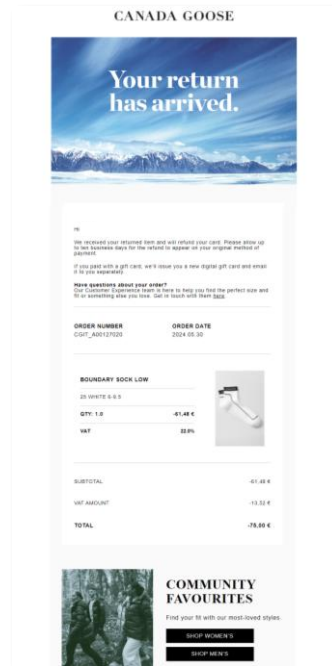 CANADA GOOSE
Your return
has arrived.
Hi
We received your returned item and will refund your card. Please allow up
to ten business days for the refund to appear on your original method of
payment.
If you paid with a gift card, we'll issue you a new digital gift card and email
it to you separately.
Have questions about your order?
Our Customer Experience team is here to help you find the perfect size and
fit or something else you love. Get in touch with them here.
ORDER NUMBER ORDER DATE
CGIT_A00127020 2024.05.30
BOUNDARY SOCK LOW
25 WHITE 6-9.5
QTY: 1.0 -61,48 €
VAT 22.0%
SUBTOTAL -61,48 €
VAT AMOUNT -13,52 €
TOTAL -75,00 €
COMMUNITY
FAVOURITES
Find your fit with our most-loved styles.
SHOP WOMEN'S
SHOP MEN'S